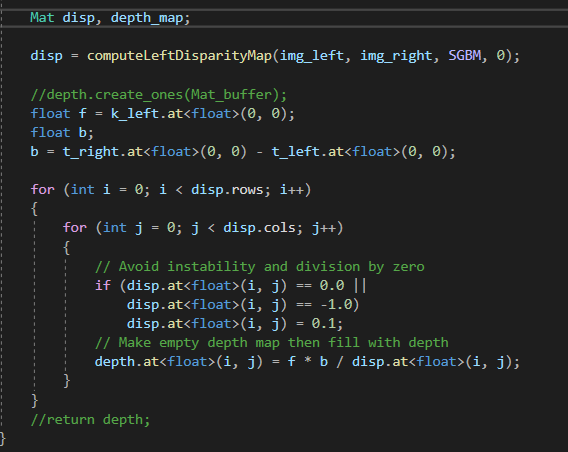 Mat disp, depth_map;
disp = computeLeftDisparityMap(img_left, img_right, SGBM, 0);
//depth.create_ones(Mat_buffer);
float f = k_left.at<float>(0, 0);
float b;
b = t_right.at<float>(0, 0) - t_left.at<float>(0, 0);
for (int i = 0; i < disp.rows; i++)
{
for (int j = 0; j < disp.cols; j++)
{
// Avoid instability and division by zero
if (disp.at<float>(i, j) == 0.0 ||
disp.at<float>(i, j) == -1.0)
disp.at<float>(i, j) = 0.1;
// Make empty depth map then fill with depth
depth.at<float>(i, j) = f * b / disp.at<float>(i, j);
}
}
//return depth;
}